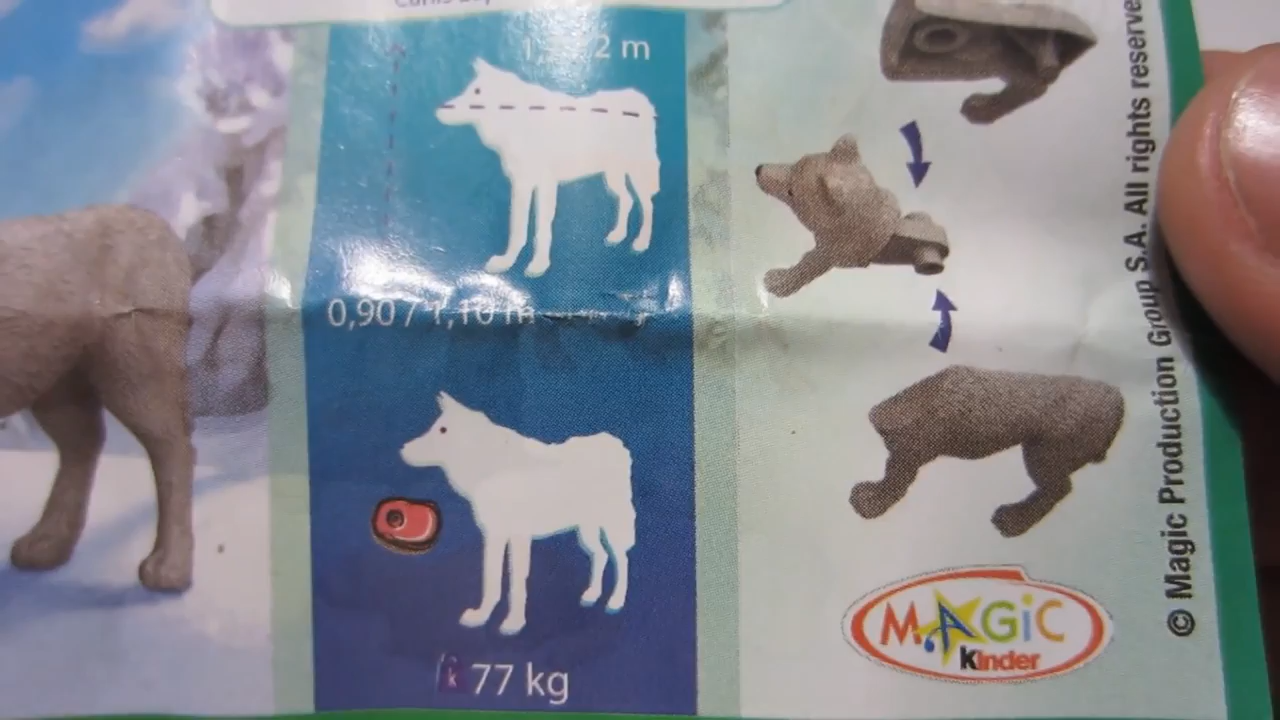 2 m
0,90 / 1,10 m
77 kg
MAGiC
Kinder
© Magic Production Group S.A. All rights reserve